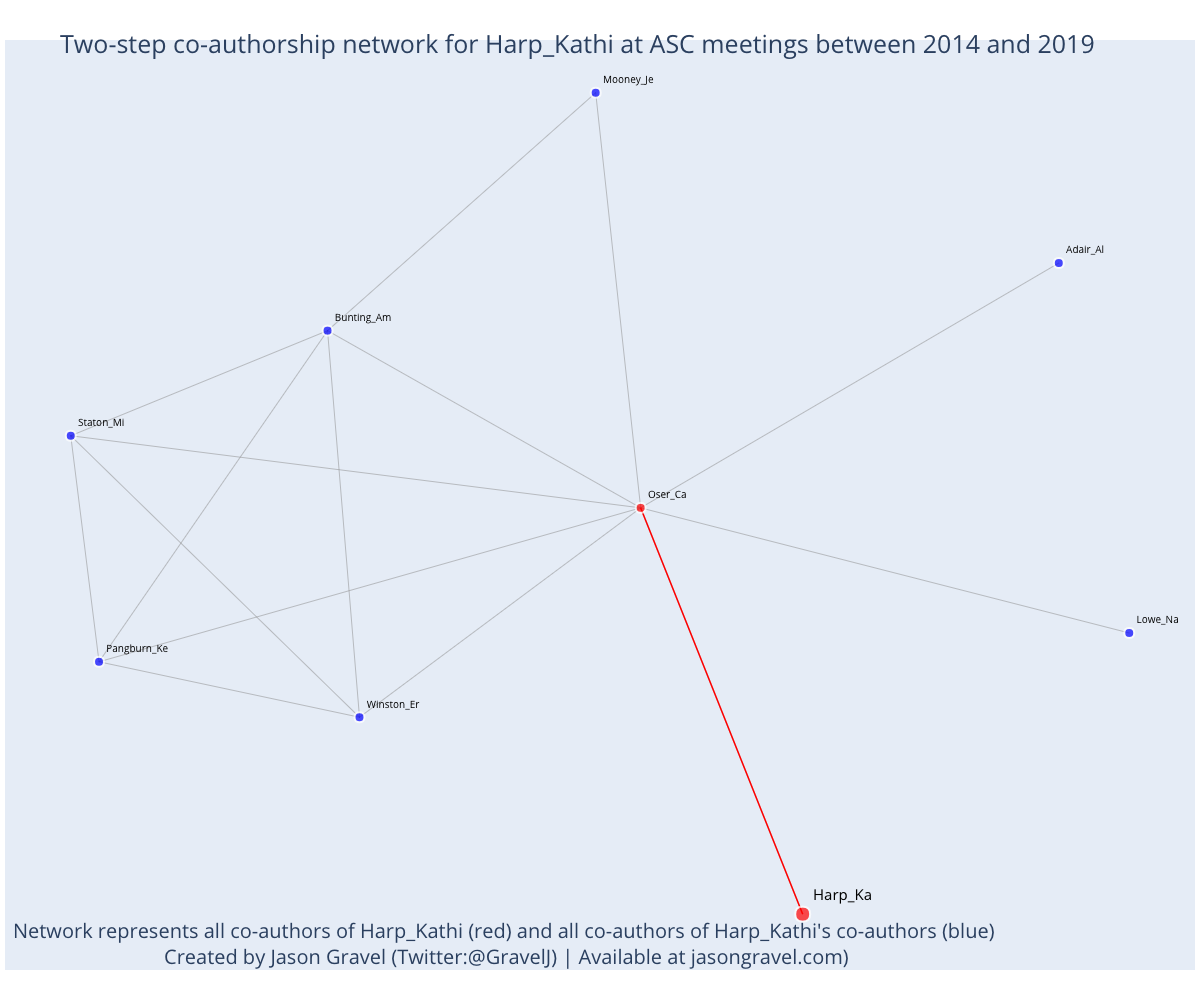 Two-step co-authorship network for Harp_Kathi at ASC meetings between 2014 and 2019
Mooney_Je
Adair_Al
Bunting_Am
Staton_Mi
Oser_Ca
Lowe_Na
Pangburn_Ke
Winston_Er
Harp_Ka
Network represents all co-authors of Harp_Kathi (red) and all co-authors of Harp_Kathi's co-authors (blue)
Created by Jason Gravel (Twitter:@GravelJ) | Available at jasongravel.com)